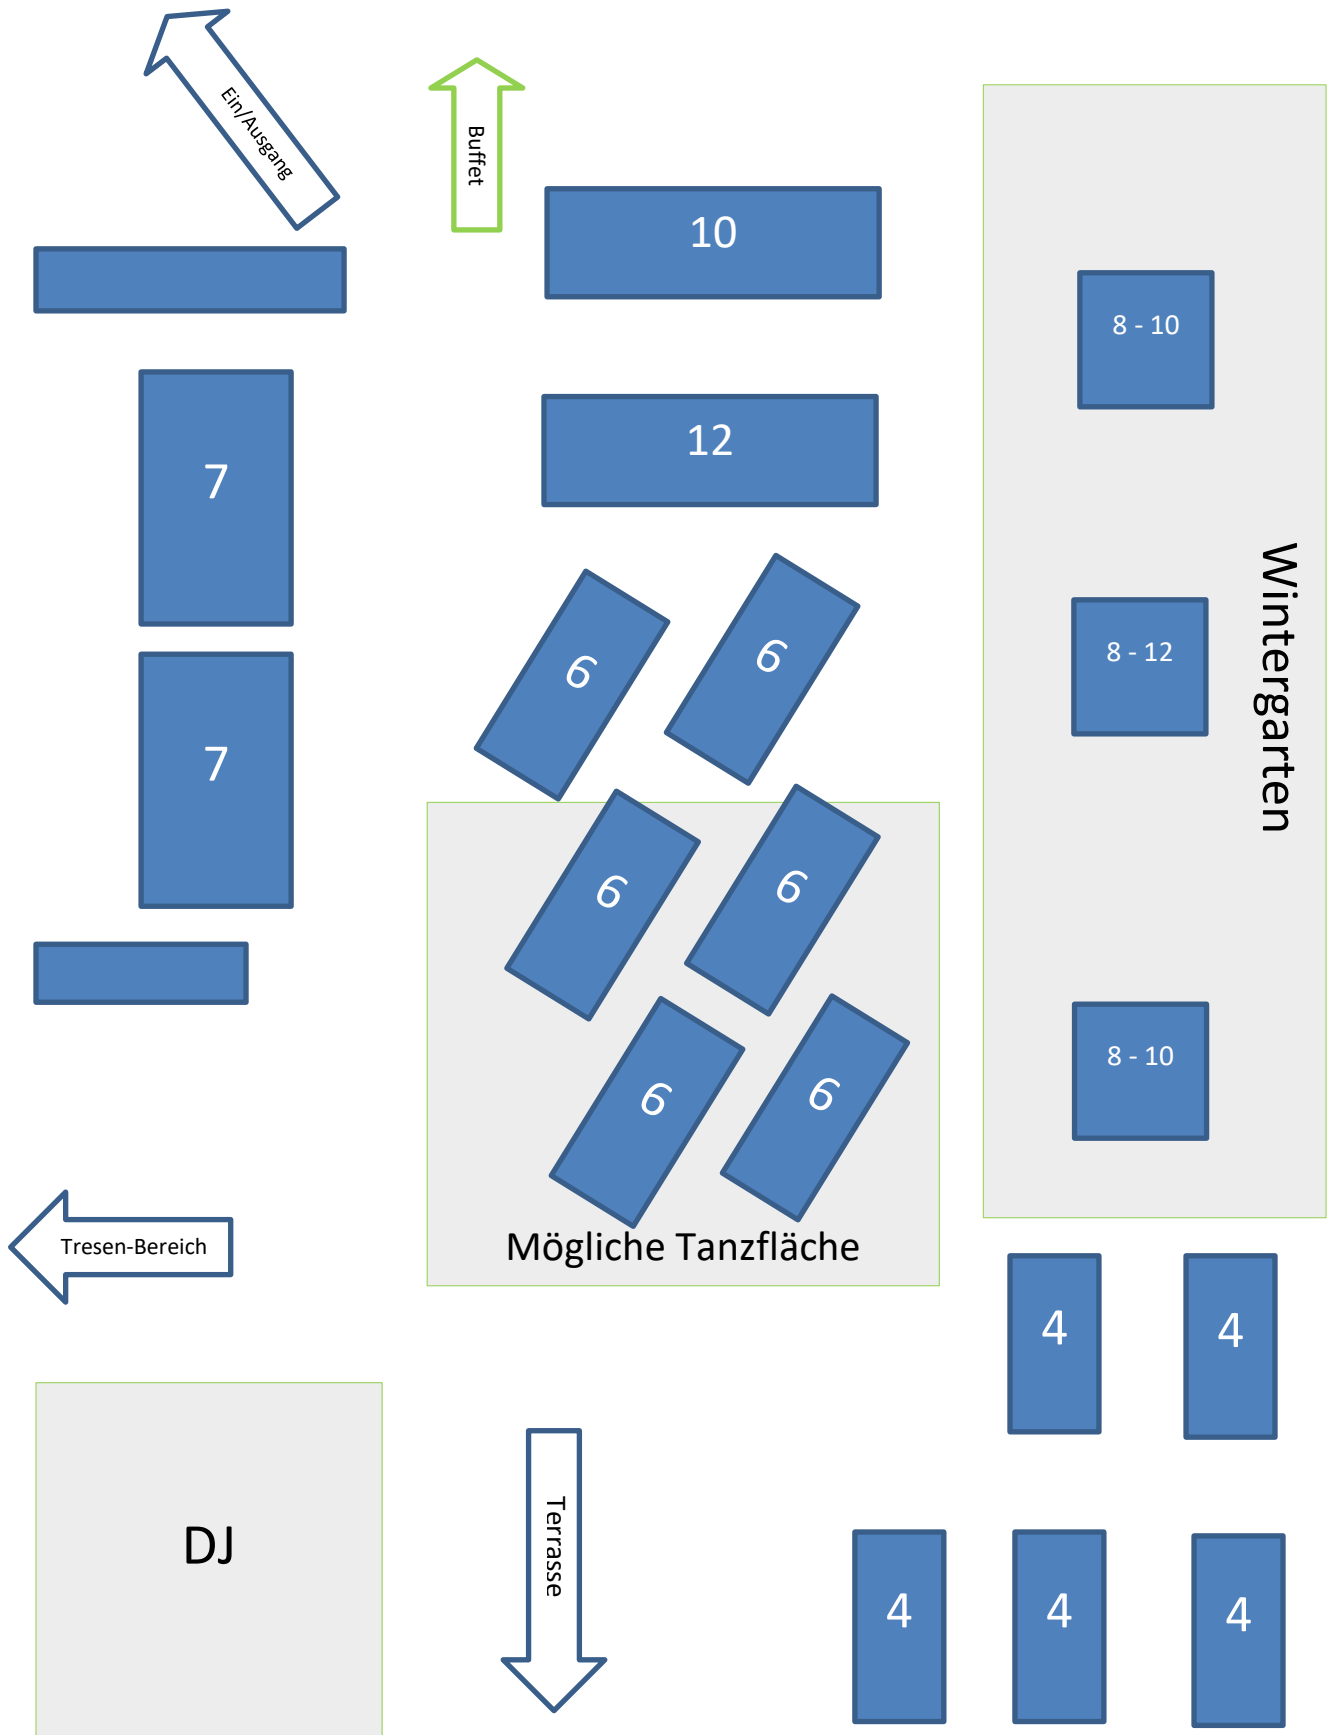 Ein/Ausgang
Buffet
10
8 - 10
12
7
Wintergarten
6
6
8 - 12
7
6
6
8 - 10
6
6
Mögliche Tanzfläche
Tresen-Bereich
4
4
DJ
Terrasse
4
4
4